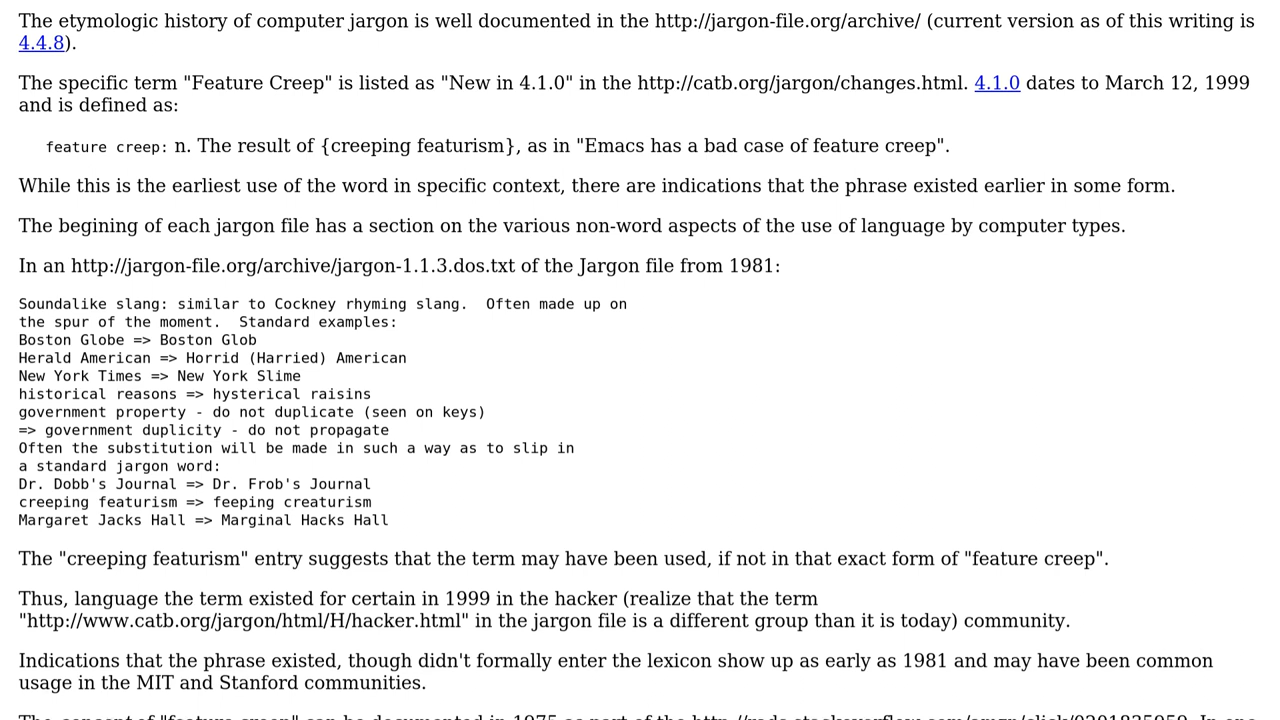 The etymologic history of computer jargon is well documented in the http://jargon-file.org/archive/ (current version as of this writing is
4.4.8).
The specific term "Feature Creep" is listed as "New in 4.1.0" in the http://catb.org/jargon/changes.html. 4.1.0 dates to March 12, 1999
and is defined as:
feature creep: n. The result of {creeping featurism}, as in "Emacs has a bad case of feature creep".
While this is the earliest use of the word in specific context, there are indications that the phrase existed earlier in some form.
The begining of each jargon file has a section on the various non-word aspects of the use of language by computer types.
In an http://jargon-file.org/archive/jargon-1.1.3.dos.txt of the Jargon file from 1981:
Soundalike slang: similar to Cockney rhyming slang.  Often made up on
the spur of the moment.  Standard examples:
Boston Globe => Boston Glob
Herald American => Horrid (Harried) American
New York Times => New York Slime
historical reasons => hysterical raisins
government property - do not duplicate (seen on keys)
=> government duplicity - do not propagate
Often the substitution will be made in such a way as to slip in
a standard jargon word:
Dr. Dobb's Journal => Dr. Frob's Journal
creeping featurism => feeping creaturism
Margaret Jacks Hall => Marginal Hacks Hall
The "creeping featurism" entry suggests that the term may have been used, if not in that exact form of "feature creep".
Thus, language the term existed for certain in 1999 in the hacker (realize that the term
"http://www.catb.org/jargon/html/H/hacker.html" in the jargon file is a different group than it is today) community.
Indications that the phrase existed, though didn't formally enter the lexicon show up as early as 1981 and may have been common
usage in the MIT and Stanford communities.